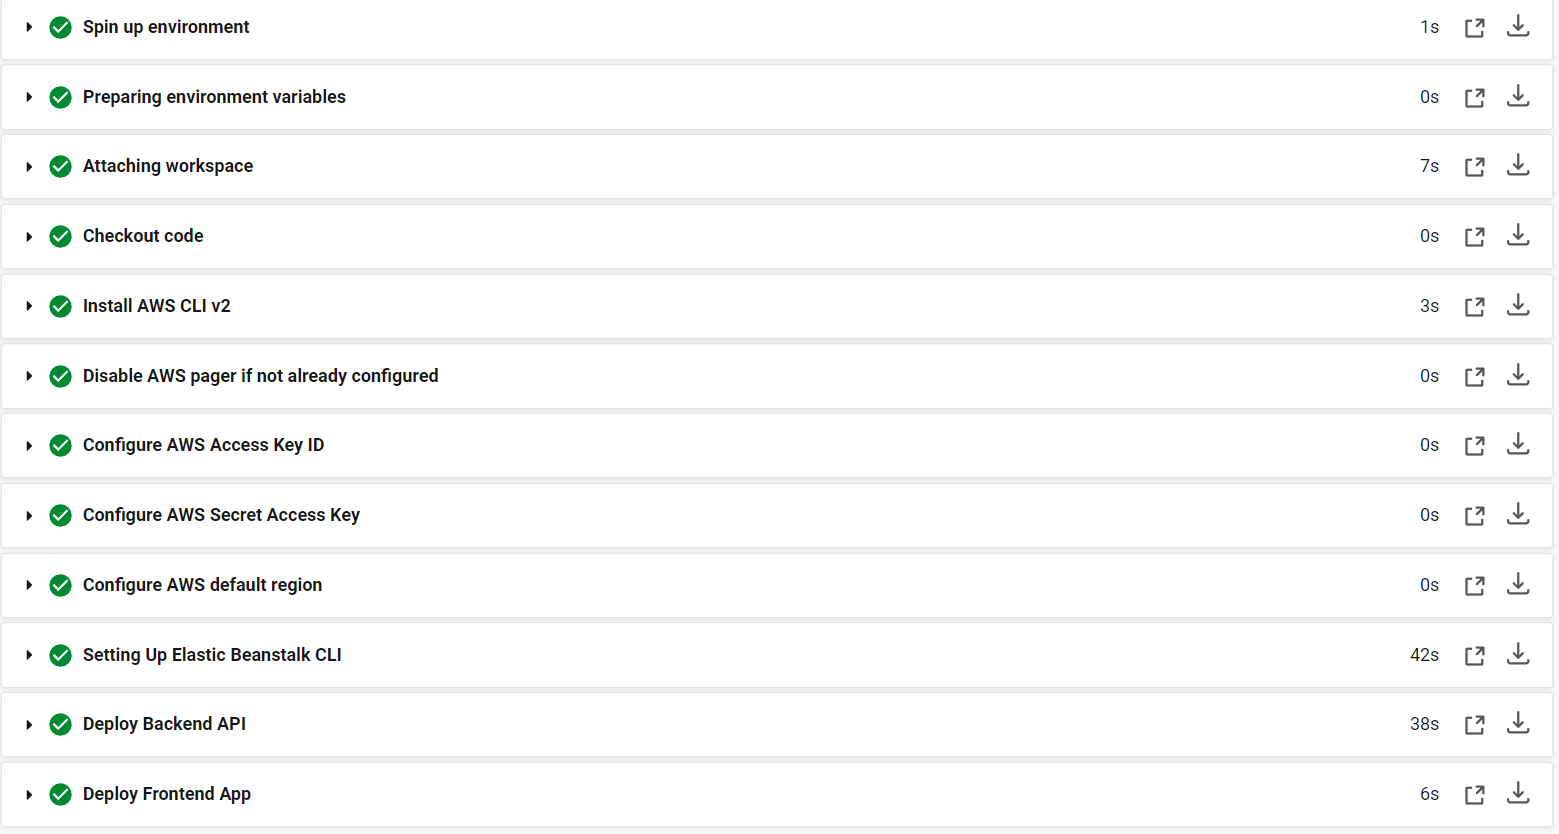 Spin up environment 1s
Preparing environment variables 0s
Attaching workspace 7s
Checkout code 0s
Install AWS CLI v2 3s
Disable AWS pager if not already configured 0s
Configure AWS Access Key ID 0s
Configure AWS Secret Access Key 0s
Configure AWS default region 0s
Setting Up Elastic Beanstalk CLI 42s
Deploy Backend API 38s
Deploy Frontend App 6s